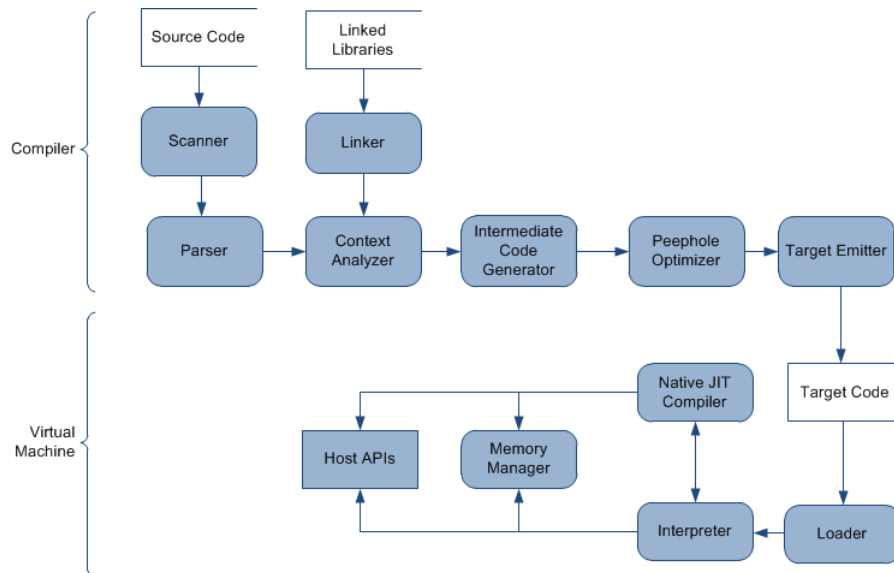 Source Code
Linked
Libraries
Compiler
Scanner
Linker
Parser
Context
Analyzer
Intermediate
Code
Generator
Peephole
Optimizer
Target Emitter
Virtual
Machine
Native JIT
Compiler
Target Code
Host APIs
Memory
Manager
Interpreter
Loader